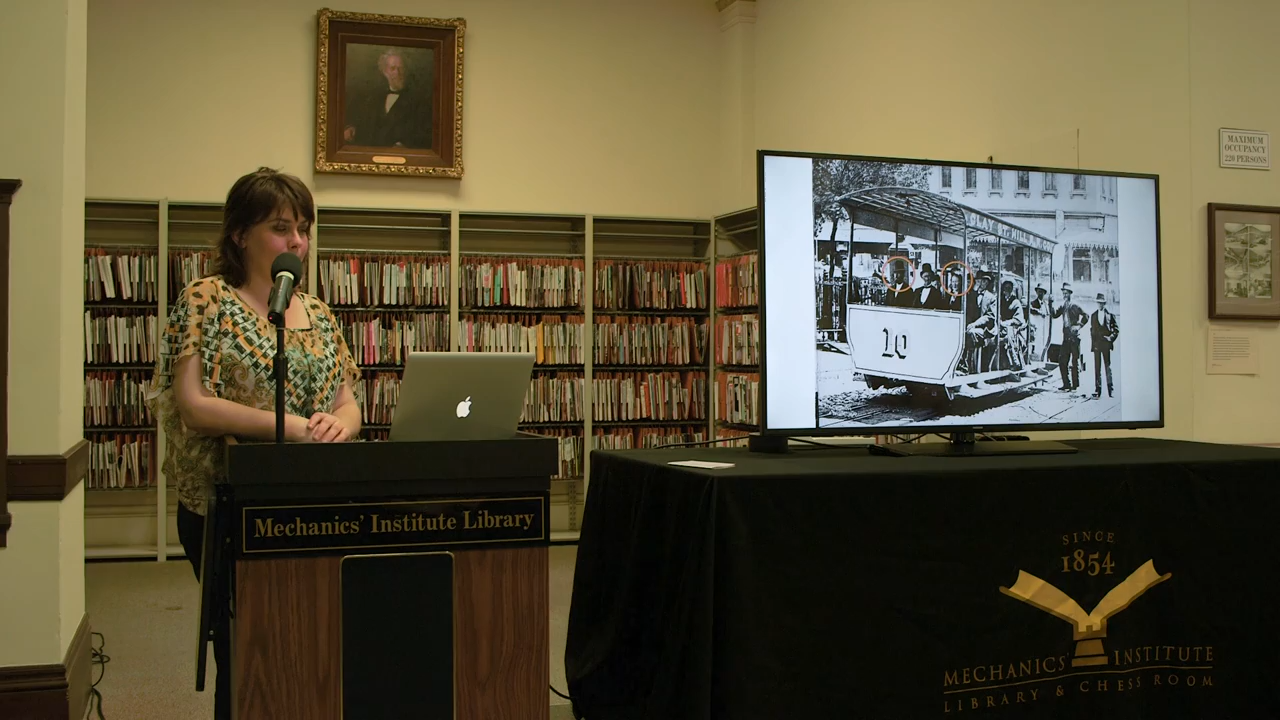 MAXIMUM
OCCUPANCY
220 PERSONS
10
Mechanics' Institute Library
SINCE
1854
MECHANICS' INSTITUTE
LIBRARY & CHESS ROOM